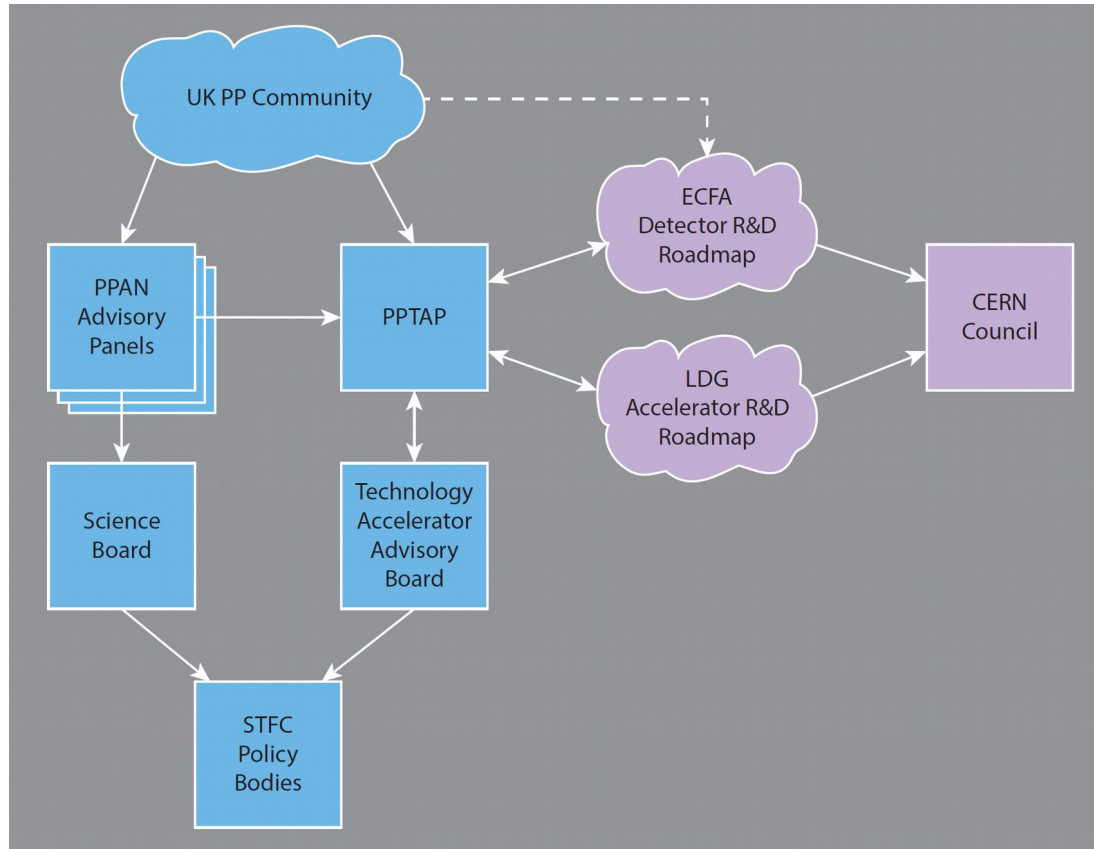 UK PP Community
ECFA
Detector R&D
Roadmap
PPAN
Advisory
Panels
PPTAP
CERN
Council
LDG
Accelerator R&D
Roadmap
Science
Board
Technology
Accelerator
Advisory
Board
STFC
Policy
Bodies